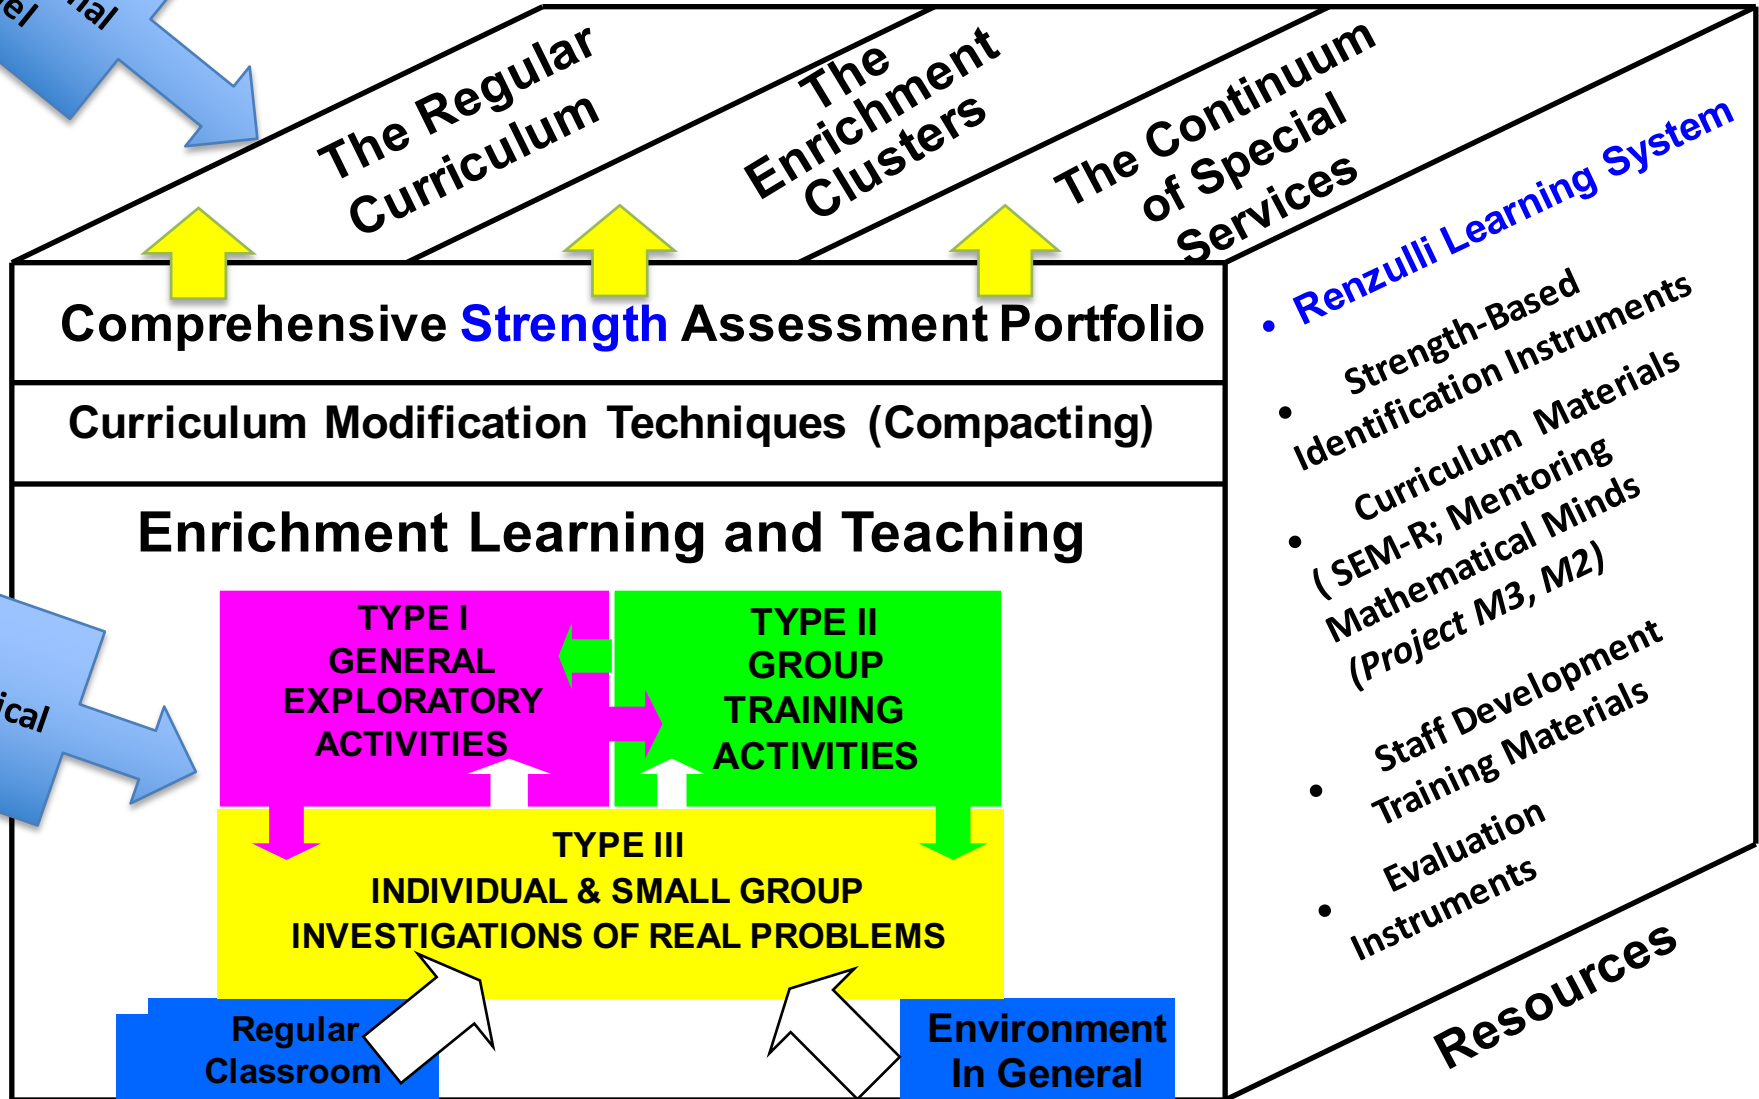 The Regular
Curriculum
The
Enrichment
Clusters
The Continuum
of Special
Services
Comprehensive Strength Assessment Portfolio
Curriculum Modification Techniques (Compacting)
Enrichment Learning and Teaching
TYPE I
GENERAL
EXPLORATORY
ACTIVITIES
TYPE II
GROUP
TRAINING
ACTIVITIES
TYPE III
INDIVIDUAL & SMALL GROUP
INVESTIGATIONS OF REAL PROBLEMS
Regular
Classroom
Environment
In General
• Renzulli Learning System
• Strength-Based
Identification Instruments
• Curriculum Materials
( SEM-R; Mentoring
Mathematical Minds
(Project M3, M2)
• Staff Development
Training Materials
• Evaluation
Instruments
Resources